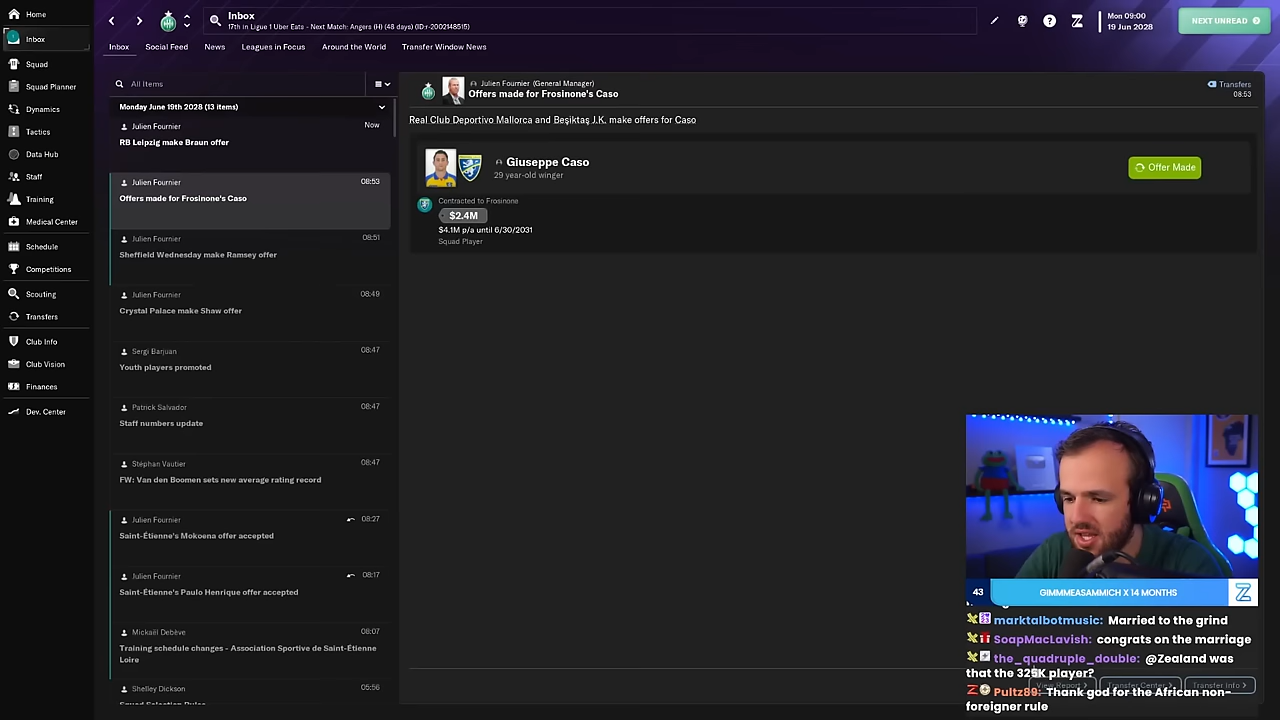 Home
Inbox
Squad
Squad Planner
Dynamics
Tactics
Data Hub
Staff
Training
Medical Center
Schedule
Competitions
Scouting
Transfers
Club Info
Club Vision
Finances
Dev. Center
Inbox
17th in Ligue 1 Uber Eats - Next Match: Angers (H) (48 days) (ID:r-2002148515)
Mon 09:00
19 Jun 2028
NEXT UNREAD
Inbox
Social Feed
News
Leagues in Focus
Around the World
Transfer Window News
All Items
Monday June 19th 2028 (13 items)
Julien Fournier
Now
RB Leipzig make Braun offer
Julien Fournier
08:53
Offers made for Frosinone's Caso
Julien Fournier
08:51
Sheffield Wednesday make Ramsey offer
Julien Fournier
08:49
Crystal Palace make Shaw offer
Sergi Barjuan
08:47
Youth players promoted
Patrick Salvador
08:47
Staff numbers update
Stéphan Vautier
08:47
FW: Van den Boomen sets new average rating record
Julien Fournier
08:27
Saint-Étienne's Mokoena offer accepted
Julien Fournier
08:17
Saint-Étienne's Paulo Henrique offer accepted
Mickaël Debève
08:07
Training schedule changes - Association Sportive de Saint-Étienne
Loire
Shelley Dickson
05:56
Squad Selection Rules
Julien Fournier (General Manager)
Offers made for Frosinone's Caso
Transfers
08:53
Real Club Deportivo Mallorca and Beşiktaş J.K. make offers for Caso
Giuseppe Caso
29 year-old winger
Offer Made
Contracted to Frosinone
$2.4M
$4.1M p/a until 6/30/2031
Squad Player
43
GIMMMEASAMMICH X 14 MONTHS
marktalbotmusic: Married to the grind
SoapMacLavish: congrats on the marriage
the_quadruple_double: @Zealand was
that the 325K player?
View Report
Transfer Center
Transfer Info
Pultz89: Thank god for the African non-
foreigner rule